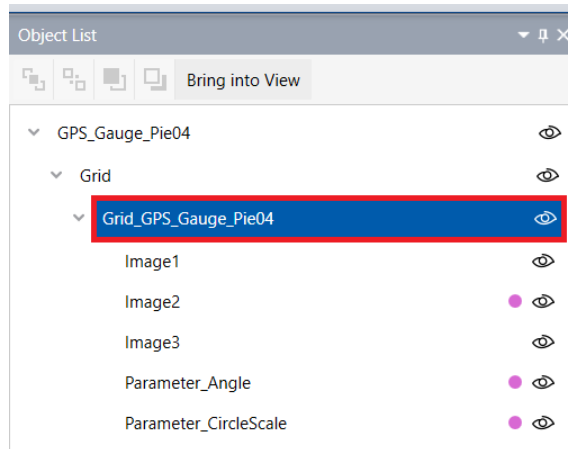 Object List
Bring into View
GPS_Gauge_Pie04
Grid
Grid_GPS_Gauge_Pie04
Image1
Image2
Image3
Parameter_Angle
Parameter_CircleScale